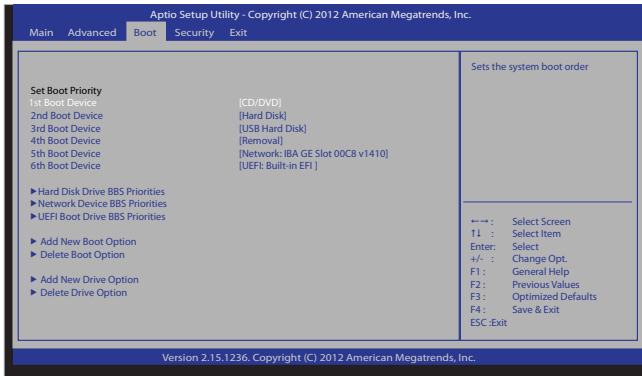 Aptio Setup Utility - Copyright (C) 2012 American Megatrends, Inc.
Main Advanced Boot Security Exit
Set Boot Priority
1st Boot Device [CD/DVD]
2nd Boot Device [Hard Disk]
3rd Boot Device [USB Hard Disk]
4th Boot Device [Removal]
5th Boot Device [Network: IBA GE Slot 00C8 v1410]
6th Boot Device [UEFI: Built-in EFI ]
►Hard Disk Drive BBS Priorities
►Network Device BBS Priorities
►UEFI Boot Drive BBS Priorities
► Add New Boot Option
► Delete Boot Option
► Add New Drive Option
► Delete Drive Option
Sets the system boot order
←→ : Select Screen
↑↓ : Select Item
Enter: Select
+/- : Change Opt.
F1 : General Help
F2 : Previous Values
F3 : Optimized Defaults
F4 : Save & Exit
ESC :Exit
Version 2.15.1236. Copyright (C) 2012 American Megatrends, Inc.